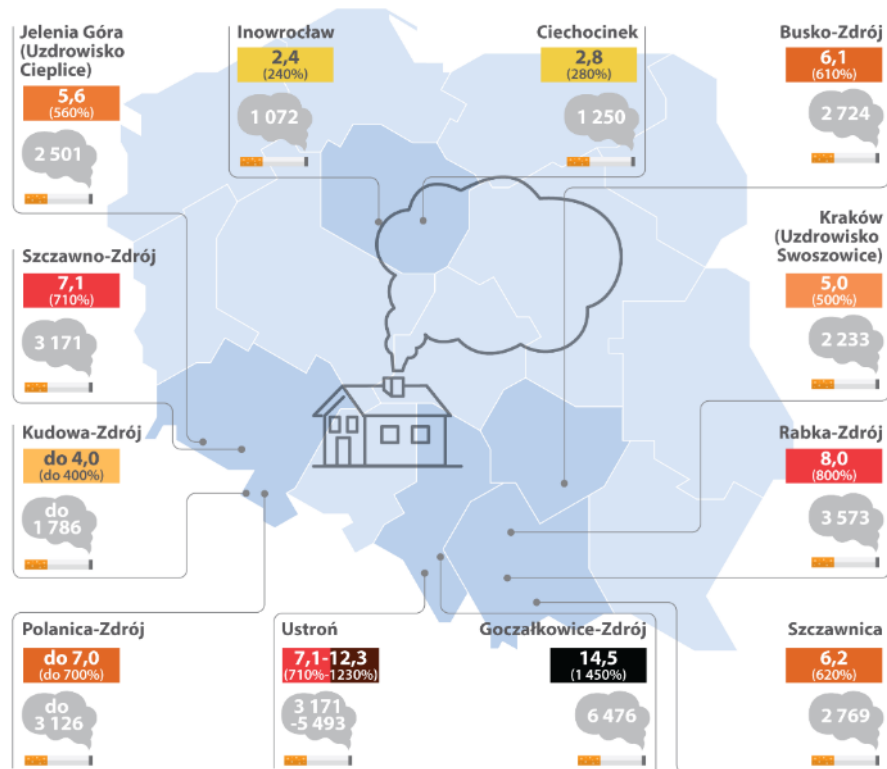 Jelenia Góra
(Uzdrowisko
Cieplice)
5,6
(560%)
2 501
Inowrocław
2,4
(240%)
1 072
Ciechocinek
2,8
(280%)
1 250
Busko-Zdrój
6,1
(610%)
2 724
Szczawno-Zdrój
7,1
(710%)
3 171
Kraków
(Uzdrowisko
Swoszowice)
5,0
(500%)
2 233
Kudowa-Zdrój
do 4,0
(do 400%)
do
1 786
Rabka-Zdrój
8,0
(800%)
3 573
Polanica-Zdrój
do 7,0
(do 700%)
do
3 126
Ustroń
7,1-12,3
(710%-1230%)
3 171
-5 493
Goczałkowice-Zdrój
14,5
(1 450%)
6 476
Szczawnica
6,2
(620%)
2 769